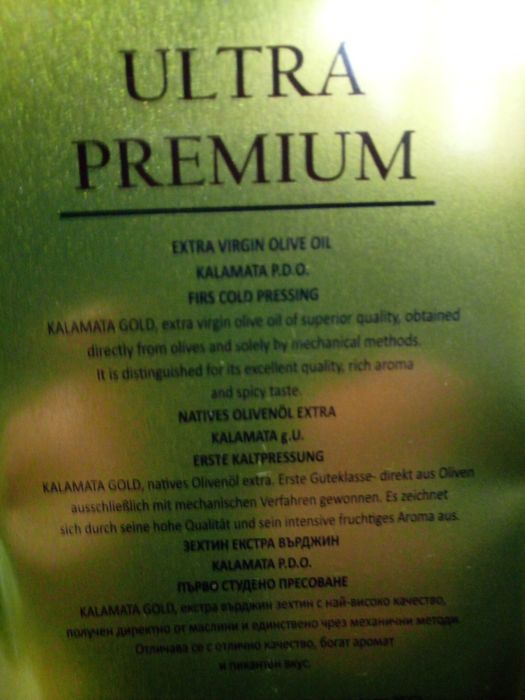 ULTRA
PREMIUM
EXTRA VIRGIN OLIVE OIL
KALAMATA P.D.O.
FIRS COLD PRESSING
KALAMATA GOLD, extra virgin olive oil of superior quality, obtained
directly from olives and solely by mechanical methods.
It is distinguished for its excellent quality, rich aroma
and spicy taste.
NATIVES OLIVENÖL EXTRA
KALAMATA g.U.
ERSTE KALTPRESSUNG
KALAMATA GOLD, natives Olivenöl extra. Erste Guteklasse- direkt aus Oliven
ausschließlich mit mechanischen Verfahren gewonnen. Es zeichnet
sich durch seine hohe Qualität und sein intensive fruchtiges Aroma aus.
ЗЕХТИН ЕКСТРА ВЪРДЖИН
KALAMATA P.D.O.
ПЪРВО СТУДЕНО ПРЕСОВАНЕ
KALAMATA GOLD, екстра върджин зехтин с най-високо качество,
получен директно от маслини и единствено чрез механични методи.
Отличава се с отлично качество, богат аромат
и пикантен вкус.